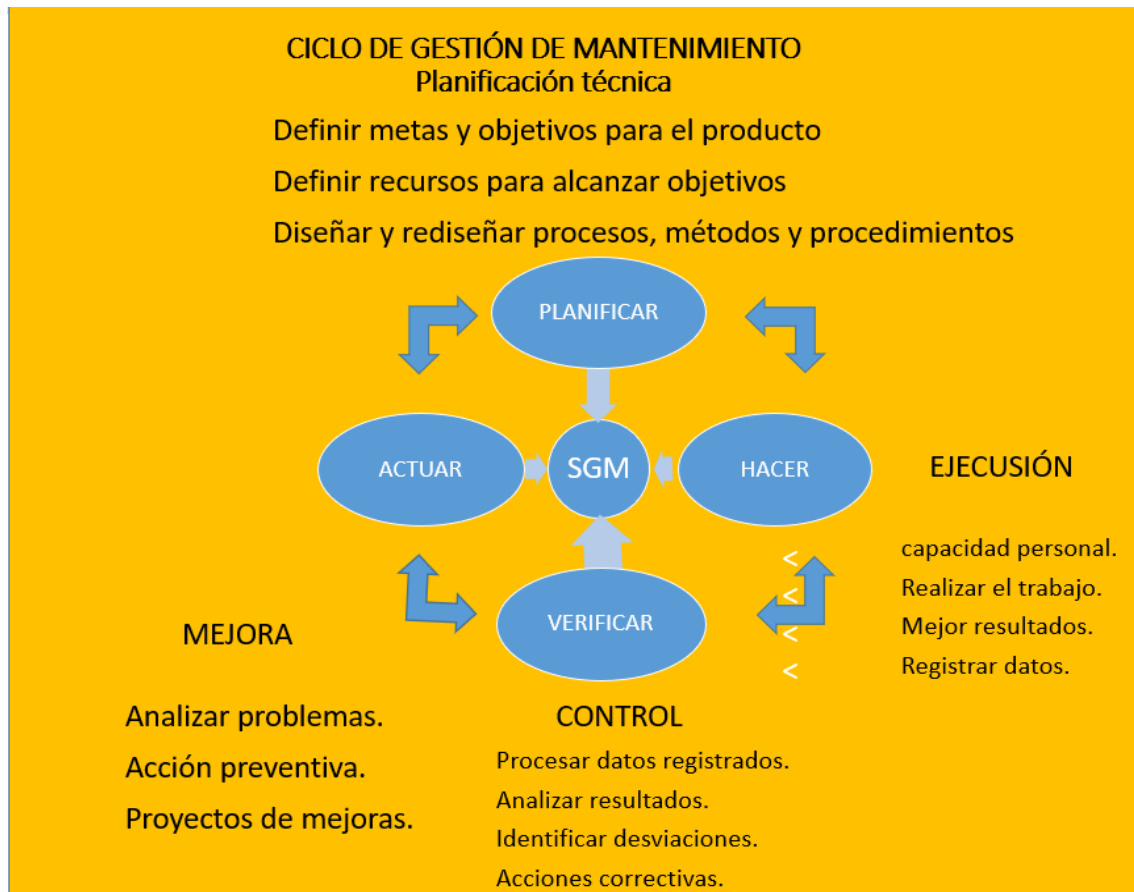 CICLO DE GESTIÓN DE MANTENIMIENTO
Planificación técnica
Definir metas y objetivos para el producto
Definir recursos para alcanzar objetivos
Diseñar y rediseñar procesos, métodos y procedimientos
PLANIFICAR
ACTUAR
SGM
HACER
VERIFICAR
EJECUSIÓN
<
<
<
<
capacidad personal.
Realizar el trabajo.
Mejor resultados.
Registrar datos.
MEJORA
Analizar problemas.
Acción preventiva.
Proyectos de mejoras.
CONTROL
Procesar datos registrados.
Analizar resultados.
Identificar desviaciones.
Acciones correctivas.